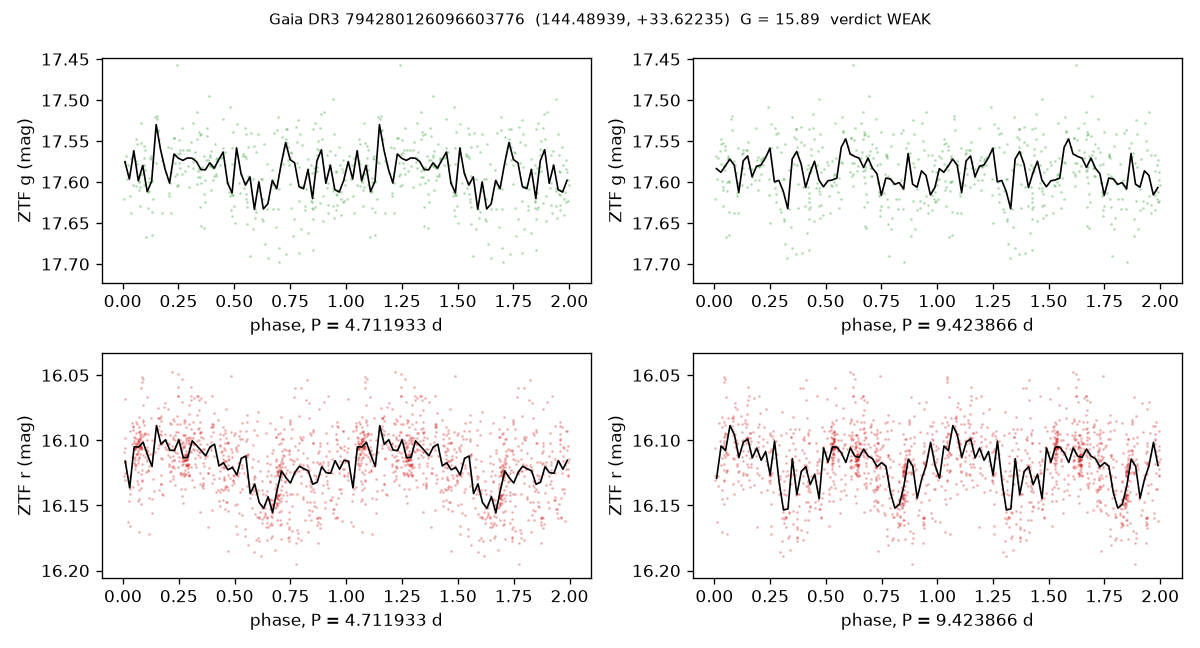 Gaia DR3 794280126096603776 (144.48939, +33.62235) G = 15.89 verdict WEAK
17.45
17.50
17.55
17.60
17.65
17.70
ZTF g (mag)
0.00 0.25 0.50 0.75 1.00 1.25 1.50 1.75 2.00
phase, P = 4.711933 d
17.45
17.50
17.55
17.60
17.65
17.70
ZTF g (mag)
0.00 0.25 0.50 0.75 1.00 1.25 1.50 1.75 2.00
phase, P = 9.423866 d
16.05
16.10
16.15
16.20
ZTF r (mag)
0.00 0.25 0.50 0.75 1.00 1.25 1.50 1.75 2.00
phase, P = 4.711933 d
16.05
16.10
16.15
16.20
ZTF r (mag)
0.00 0.25 0.50 0.75 1.00 1.25 1.50 1.75 2.00
phase, P = 9.423866 d